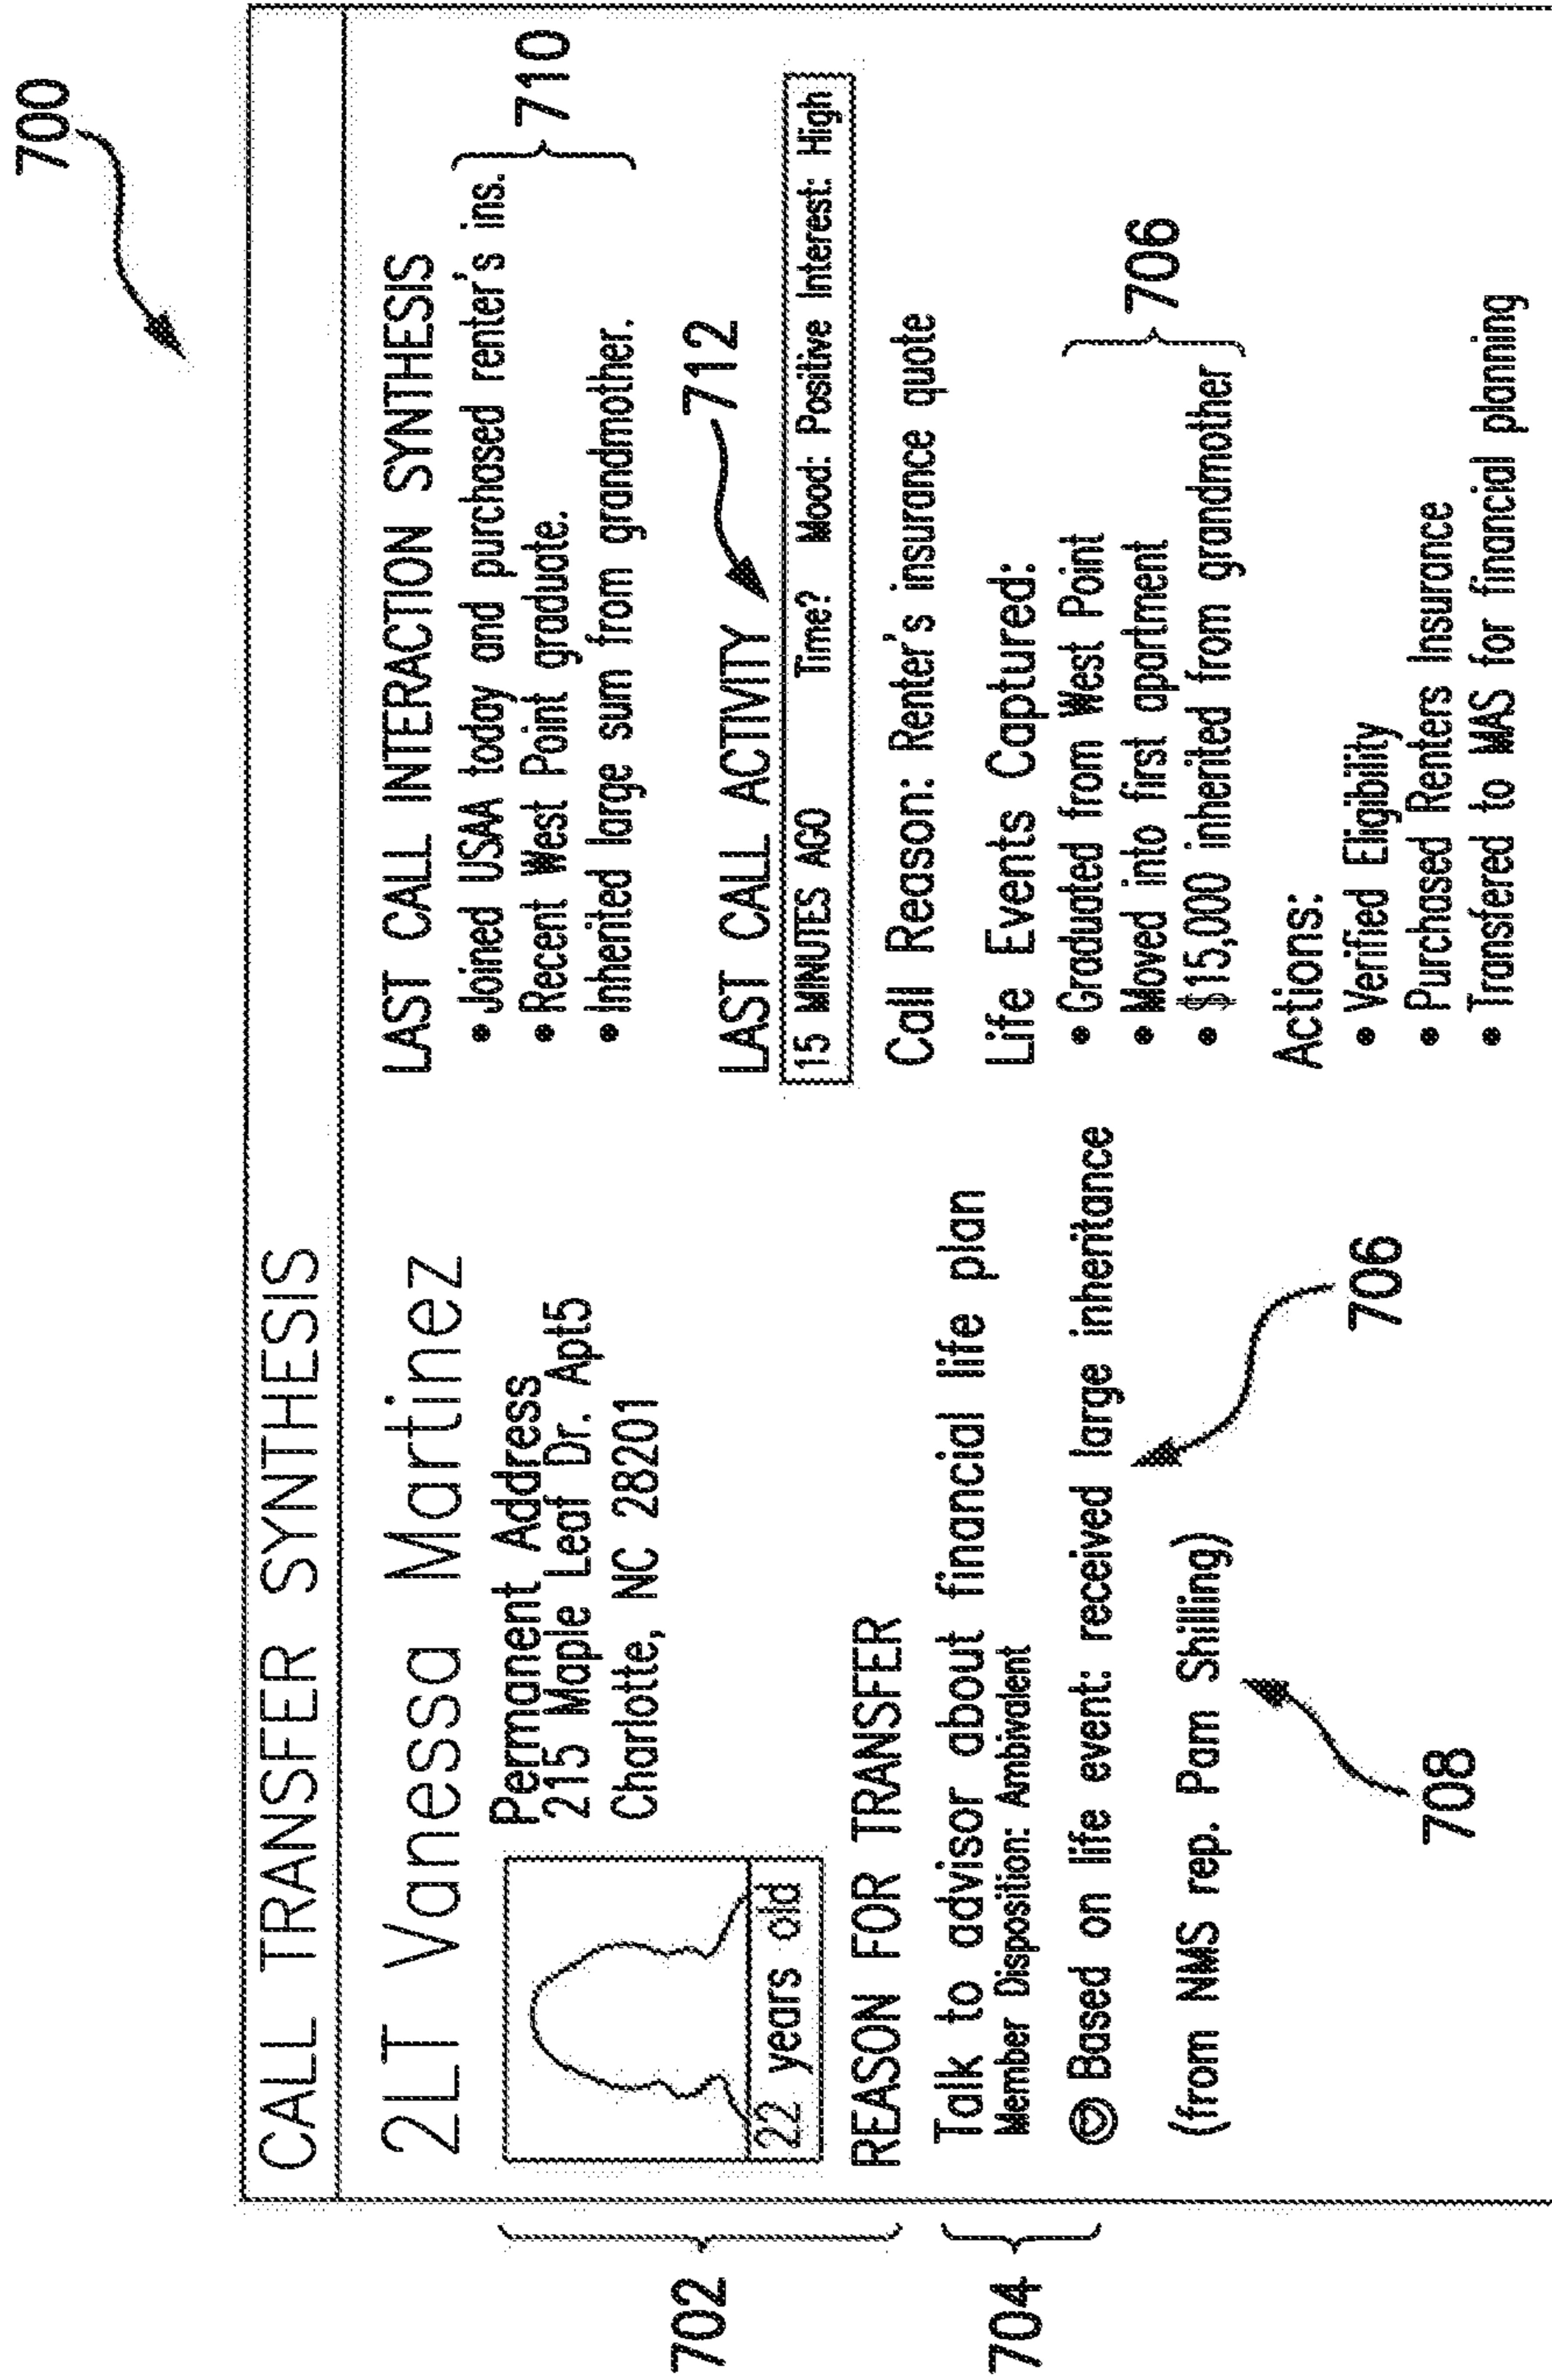 700
CALL TRANSFER SYNTHESIS
2LT Vanessa Martinez
Permanent Address
215 Maple Leaf Dr. Apt5
Charlotte, NC 28201
22 years old
702
REASON FOR TRANSFER
Talk to advisor about financial life plan
Member Disposition: Ambivalent
704
Based on life event: received large inheritance
706
(from NMS rep. Pam Shilling)
708
LAST CALL INTERACTION SYNTHESIS
• Joined USAA today and purchased renter's ins.
• Recent West Point graduate.
• Inherited large sum from grandmother.
710
LAST CALL ACTIVITY
712
15 MINUTES AGO Time? Mood: Positive Interest: High
Call Reason: Renter's insurance quote
Life Events Captured:
• Graduated from West Point
• Moved into first apartment
• $15,000 inherited from grandmother
706
Actions:
• Verified Eligibility
• Purchased Renters Insurance
• Transfered to MAS for financial planning